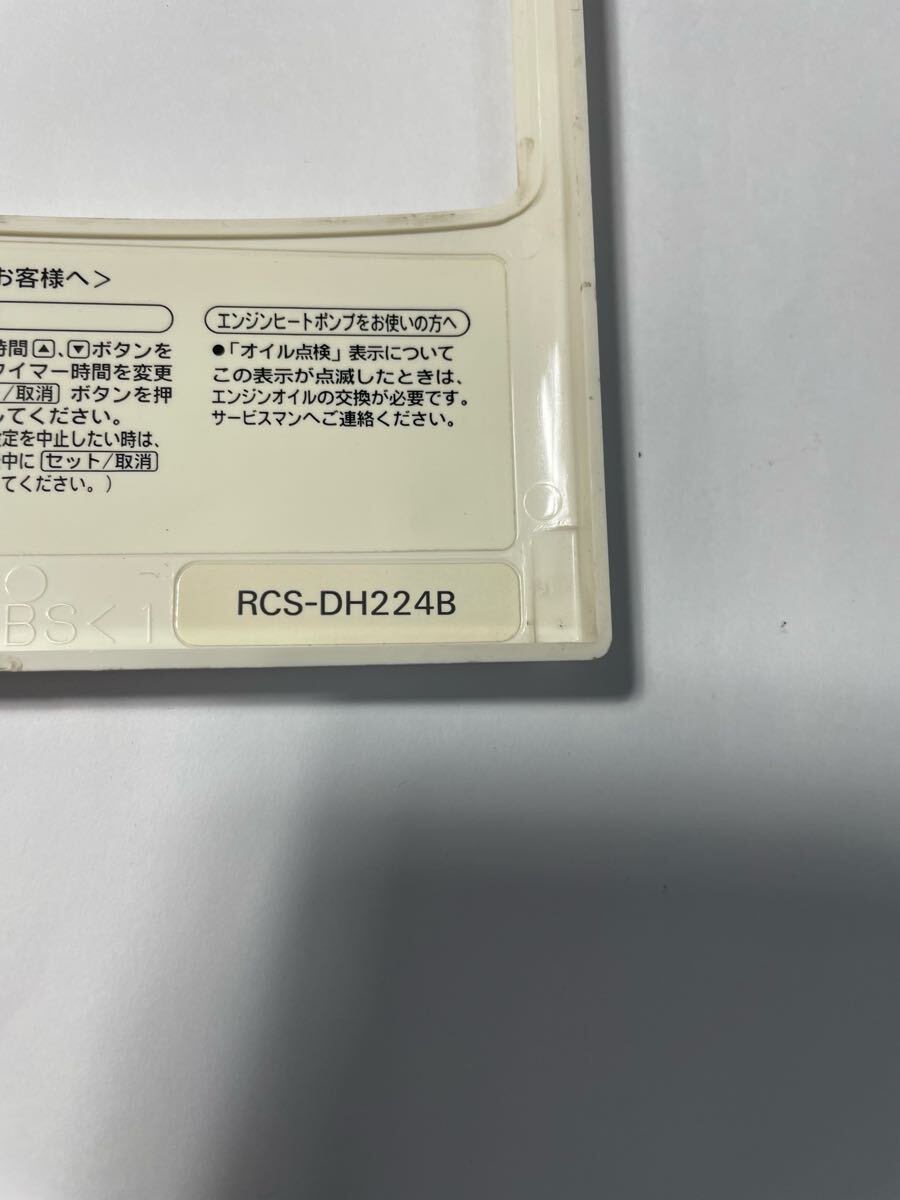 お客様へ＞
エンジンヒートポンプをお使いの方へ
時間▲、▼ボタンを
タイマー時間を変更
/取消 ボタンを押
してください。
設定を中止したい時は、
中に セット/取消
てください。）
●「オイル点検」表示について
この表示が点滅したときは、
エンジンオイルの交換が必要です。
サービスマンへご連絡ください。
BS< 1
RCS-DH224B